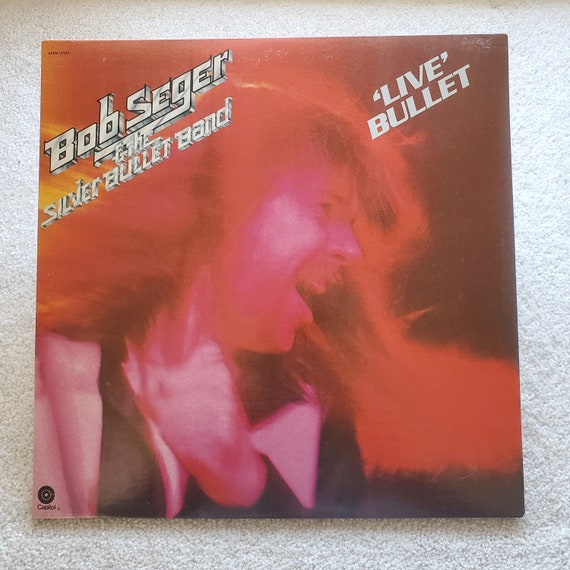 Bob Seger
& the
Silver Bullet Band
'LIVE'
BULLET
Capitol